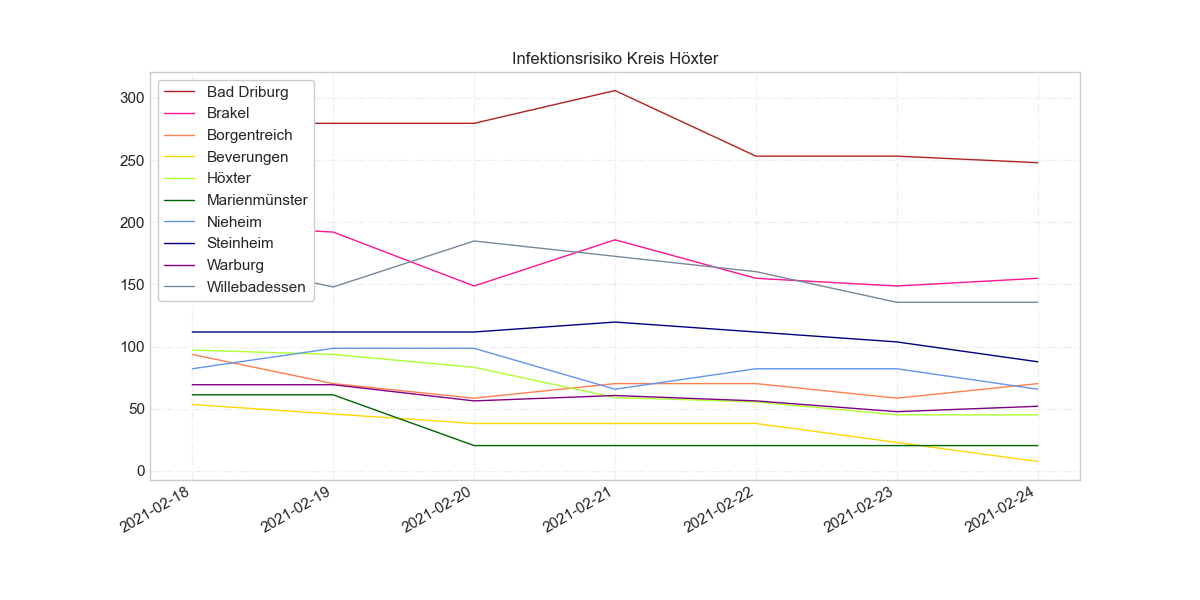 Infektionsrisiko Kreis Höxter
Bad Driburg
Brakel
Borgentreich
Beverungen
Höxter
Marienmünster
Nieheim
Steinheim
Warburg
Willebadessen
300
250
200
150
100
50
0
2021-02-18
2021-02-19
2021-02-20
2021-02-21
2021-02-22
2021-02-23
2021-02-24